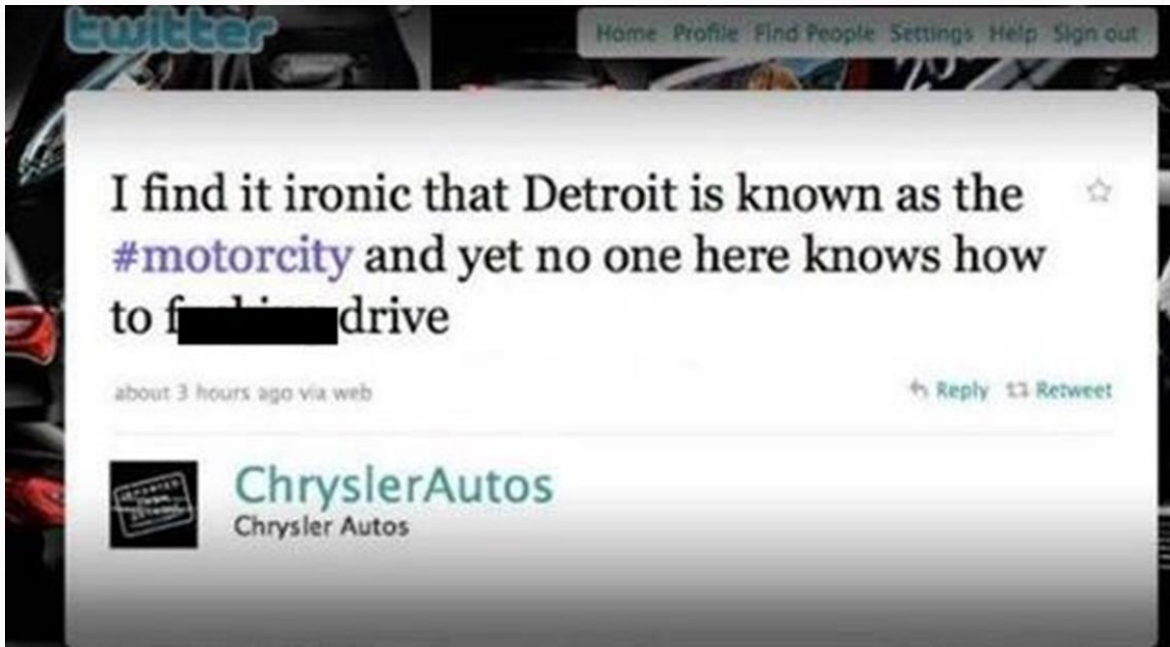 twitter
Home Profile Find People Settings Help Sign out
I find it ironic that Detroit is known as the
#motorcity and yet no one here knows how
to f drive
about 3 hours ago via web
Reply Retweet
ChryslerAutos
Chrysler Autos